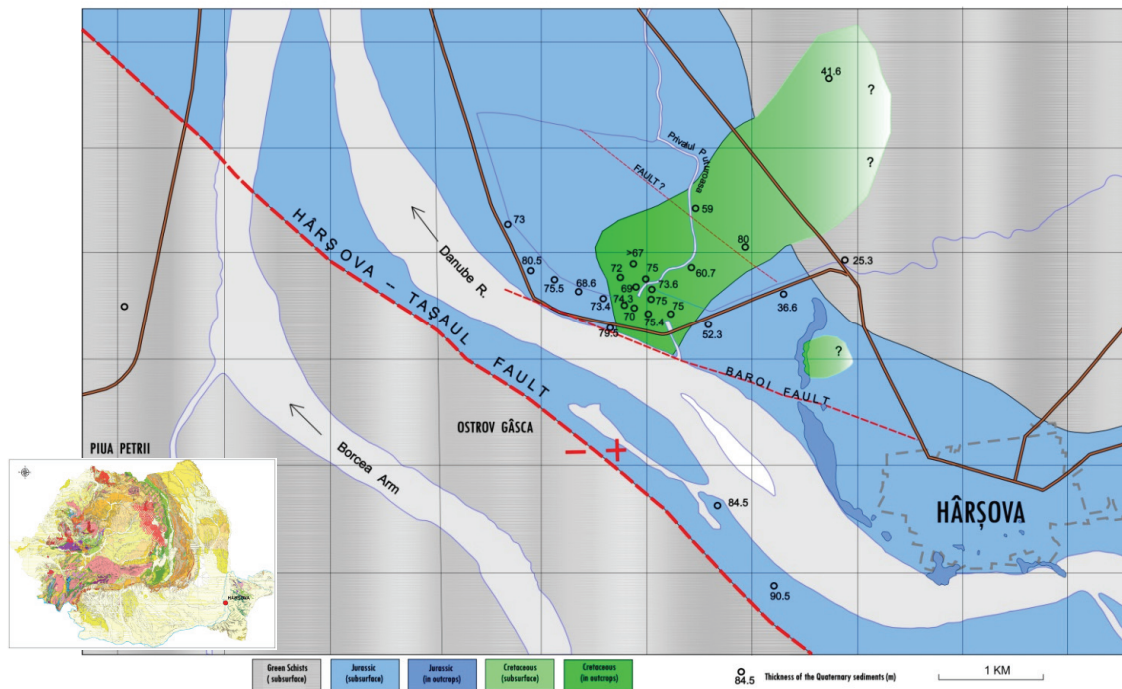 41.6
?
?
Privalul Puturoasa
FAULT?
59
73
80
>67
25.3
80.5
72
75
60.7
75.5
68.6
69
73.6
36.6
73.4
74.3
75
70
75.4
75
79.5
52.3
HÂRȘOVA – TAȘAUL FAULT
Danube R.
?
BAROI FAULT
OSTROV GÂSCA
PIUA PETRII
Borcea Arm
– +
84.5
HÂRȘOVA
90.5
HÂRȘOVA
Green Schists
( subsurface)
Jurassic
(subsurface)
Jurassic
(in outcrops)
Cretaceous
(subsurface)
Cretaceous
(in outcrops)
84.5
Thickness of the Quaternary sediments (m)
1 KM